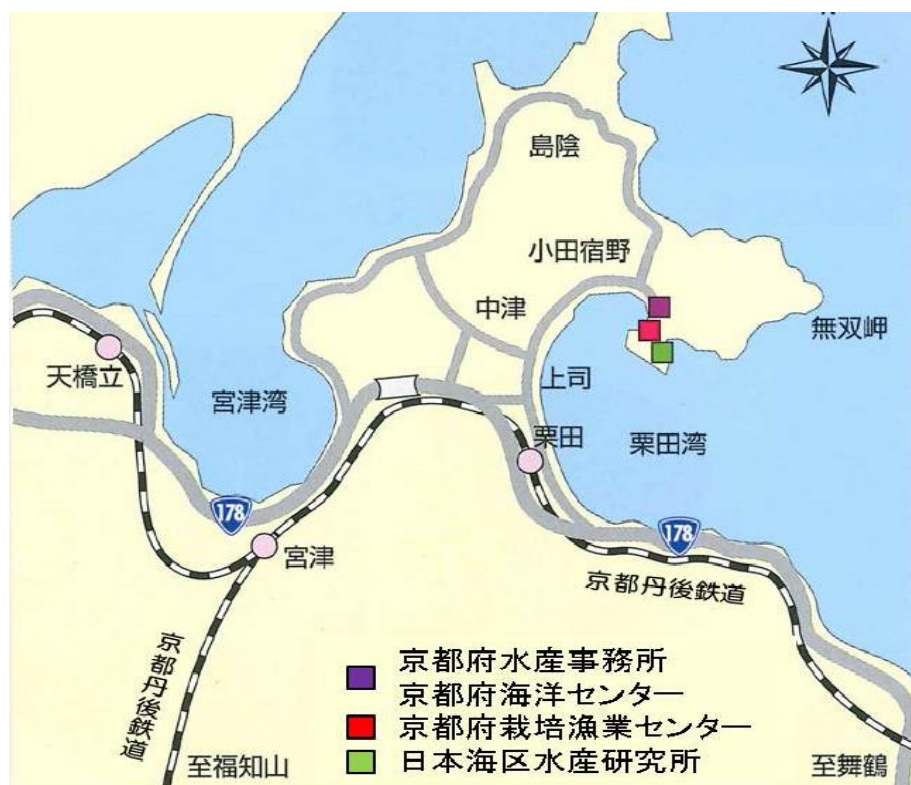 島陰
小田宿野
中津
無双岬
天橋立
上司
宮津湾
栗田
栗田湾
178
178
宮津
京都丹後鉄道
京都丹後鉄道
京都府水産事務所
京都府海洋センター
京都府栽培漁業センター
日本海区水産研究所
至福知山
至舞鶴